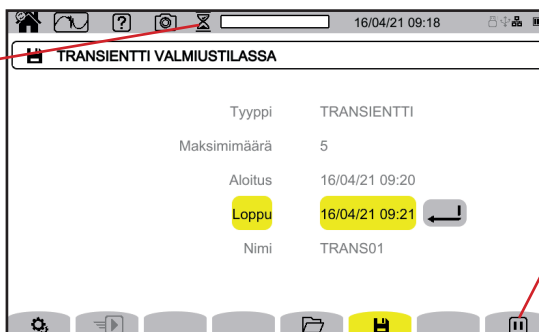 16/04/21 09:18
TRANSIENTTI VALMIUSTILASSA
Tyyppi TRANSIENTTI
Maksimimäärä 5
Aloitus 16/04/21 09:20
Loppu 16/04/21 09:21
Nimi TRANS01